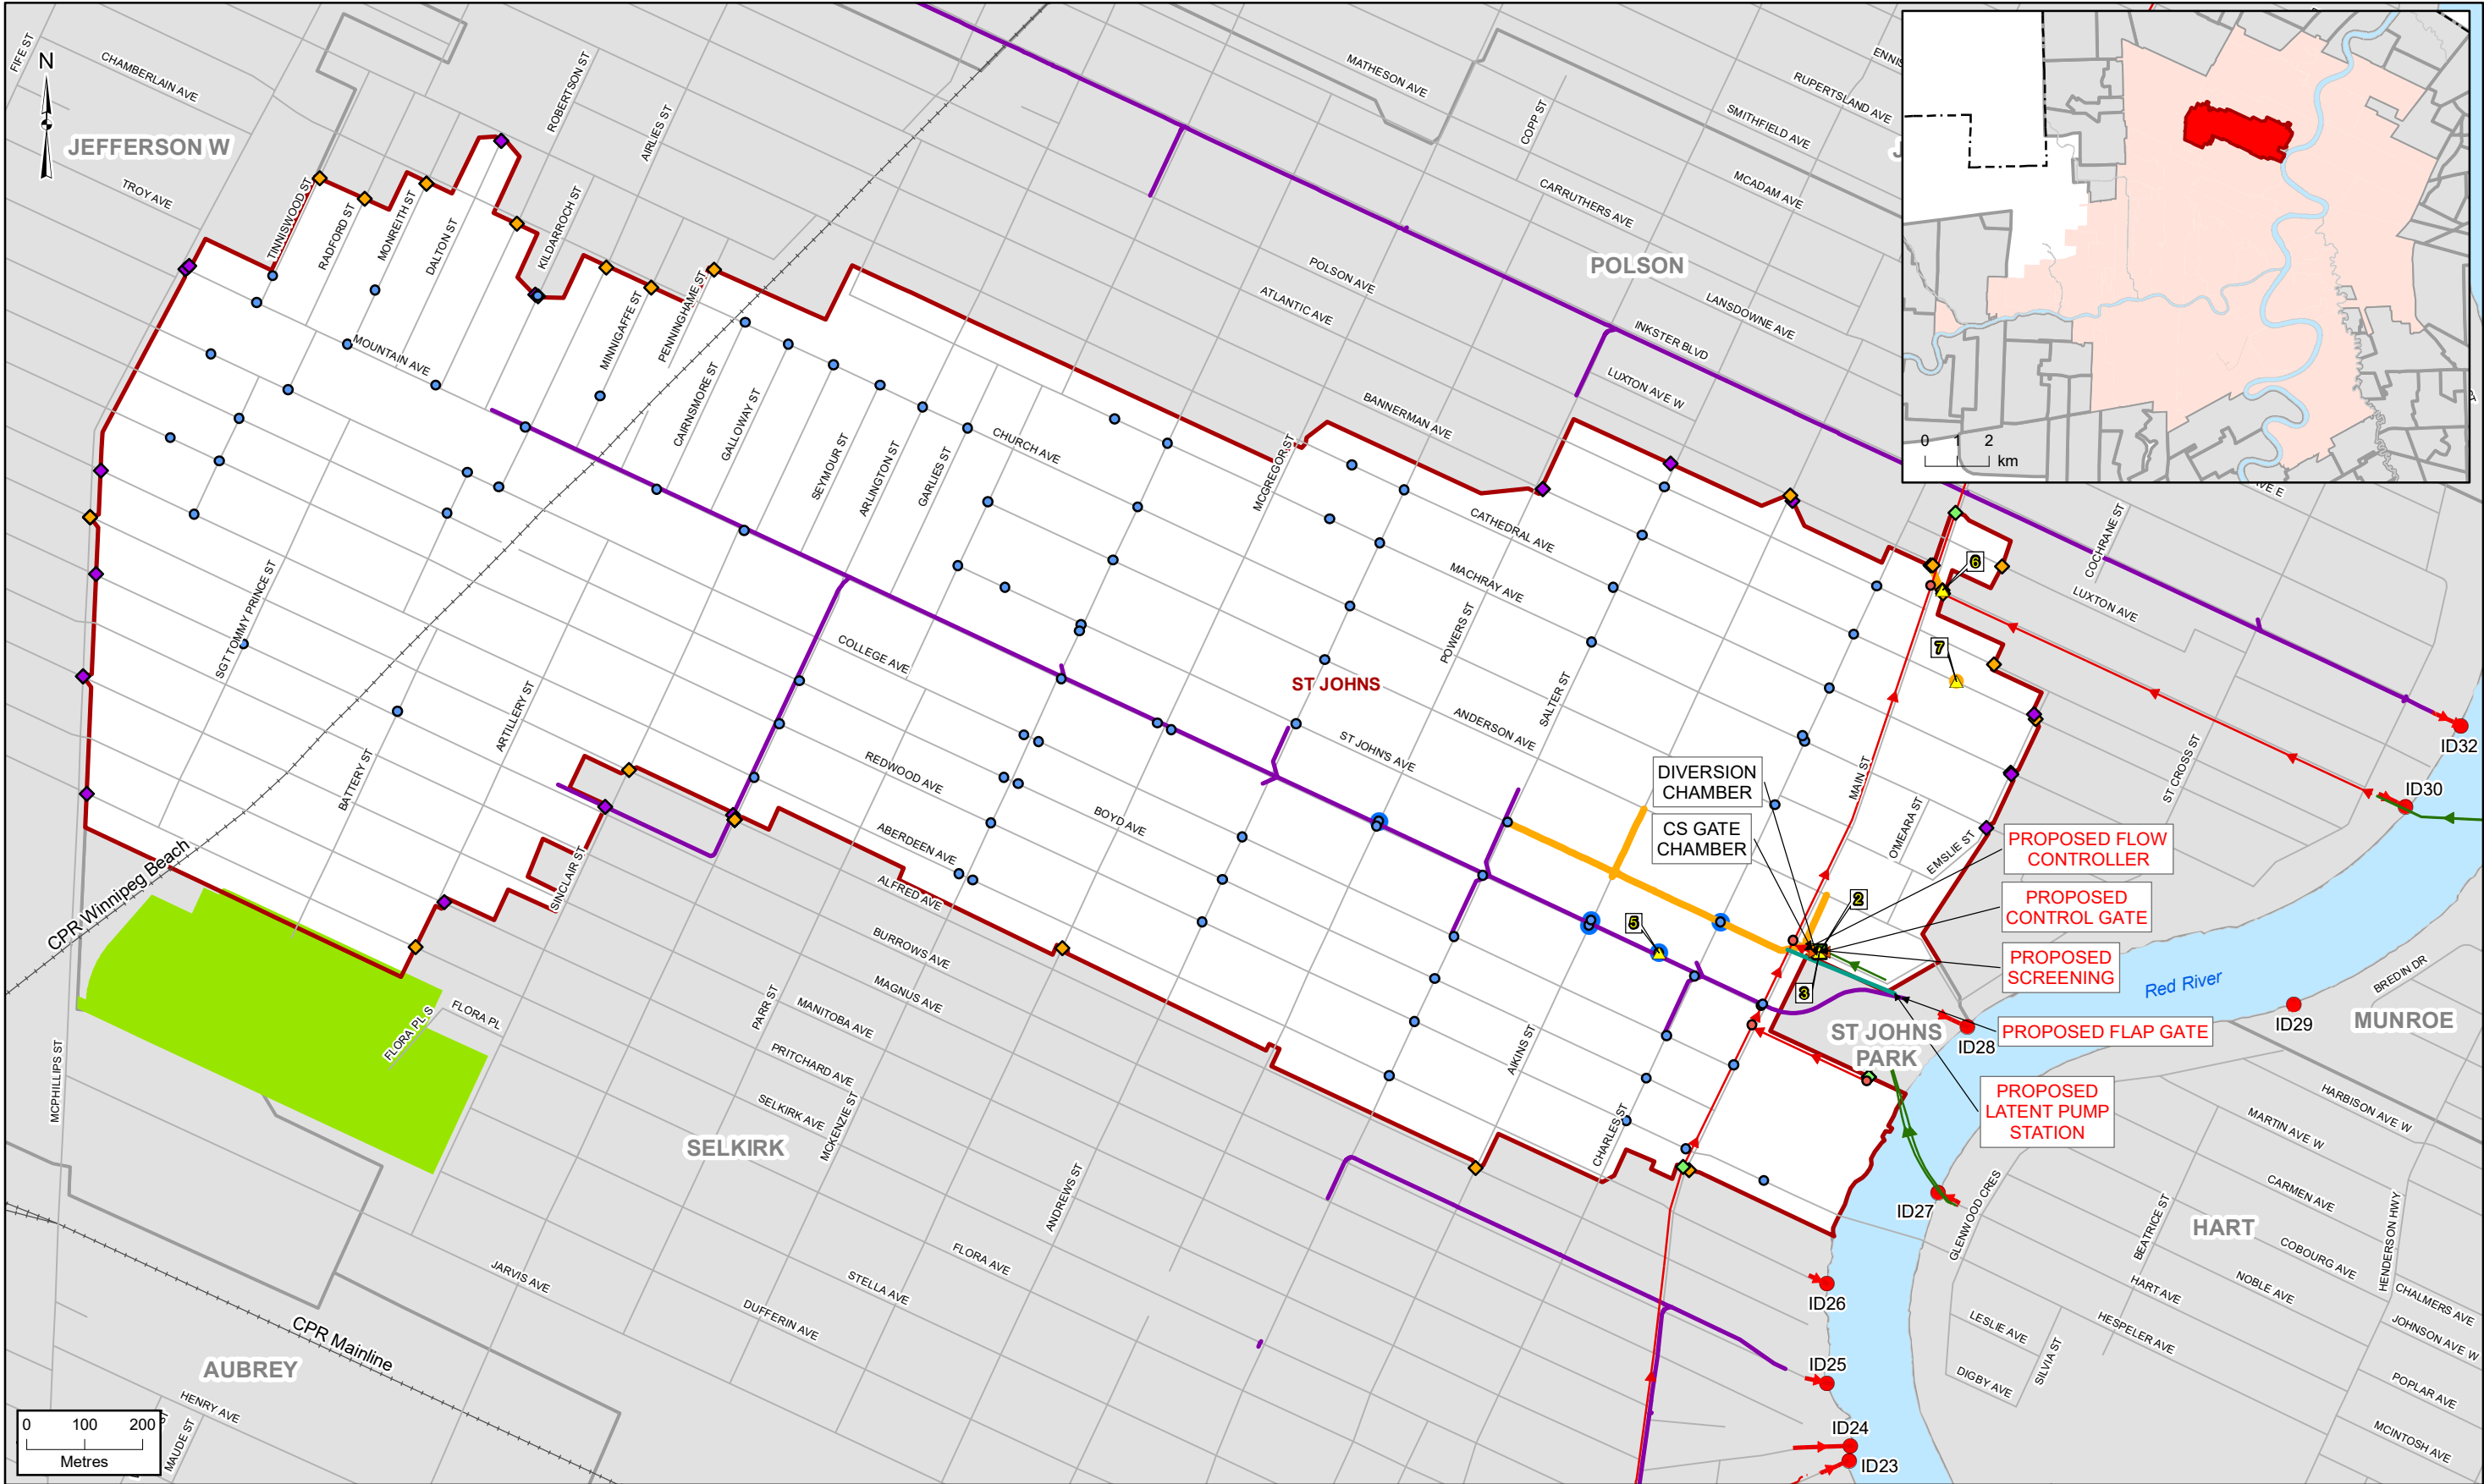 FIFE ST
CHAMBERLAIN AVE
N
JEFFERSON W
TROY AVE
TINNISWOOD ST
RADFORD ST
MONREITH ST
DALTON ST
ROBERTSON ST
KILDARROCH ST
AIRLIES ST
MINNIGAFFE ST
PENNINGHAME ST
MOUNTAIN AVE
CAIRNSMORE ST
GALLOWAY ST
SEYMOUR ST
ARLINGTON ST
GARLIES ST
CHURCH AVE
MATHESON AVE
COPP ST
CARRUTHERS AVE
SMITHFIELD AVE
RUPERTSLAND AVE
MCADAM AVE
POLSON
POLSON AVE
ATLANTIC AVE
LANSDOWNE AVE
INKSTER BLVD
LUXTON AVE W
BANNERMAN AVE
MCGREGOR ST
CATHEDRAL AVE
MACHRAY AVE
POWERS ST
SALTER ST
ANDERSON AVE
ST JOHNS
ST JOHN'S AVE
COLLEGE AVE
REDWOOD AVE
BOYD AVE
ABERDEEN AVE
ALFRED AVE
BURROWS AVE
MAGNUS AVE
MANITOBA AVE
PRITCHARD AVE
SELKIRK AVE
SGT TOMMY PRINCE ST
BATTERY ST
ARTILLERY ST
SINCLAIR ST
PARR ST
MCKENZIE ST
ANDREWS ST
AIKINS ST
CHARLES ST
MAIN ST
O'MEARA ST
EMSLIE ST
ST CROSS ST
COCHRANE ST
LUXTON AVE
0 1 2
km
6
7
2
3
5
DIVERSION
CHAMBER
CS GATE
CHAMBER
PROPOSED FLOW
CONTROLLER
PROPOSED
CONTROL GATE
PROPOSED
SCREENING
PROPOSED FLAP GATE
PROPOSED
LATENT PUMP
STATION
ST JOHNS
PARK
Red River
ID32
ID30
ID29
ID28
ID27
ID26
ID25
ID24
ID23
MUNROE
BREDIN DR
HARBISON AVE W
MARTIN AVE W
CARMEN AVE
HART
COBOURG AVE
NOBLE AVE
HART AVE
HESPELER AVE
LESLIE AVE
DIGBY AVE
SILVIA ST
BEATRICE ST
GLENWOOD CRES
HENDERSON HWY
CHALMERS AVE
JOHNSON AVE W
POPLAR AVE
MCINTOSH AVE
CPR Winnipeg Beach
MCPHILLIPS ST
FLORA PL S
FLORA PL
SELKIRK
JARVIS AVE
DUFFERIN AVE
STELLA AVE
FLORA AVE
CPR Mainline
AUBREY
HENRY AVE
MAUDE ST
0 100 200
Metres